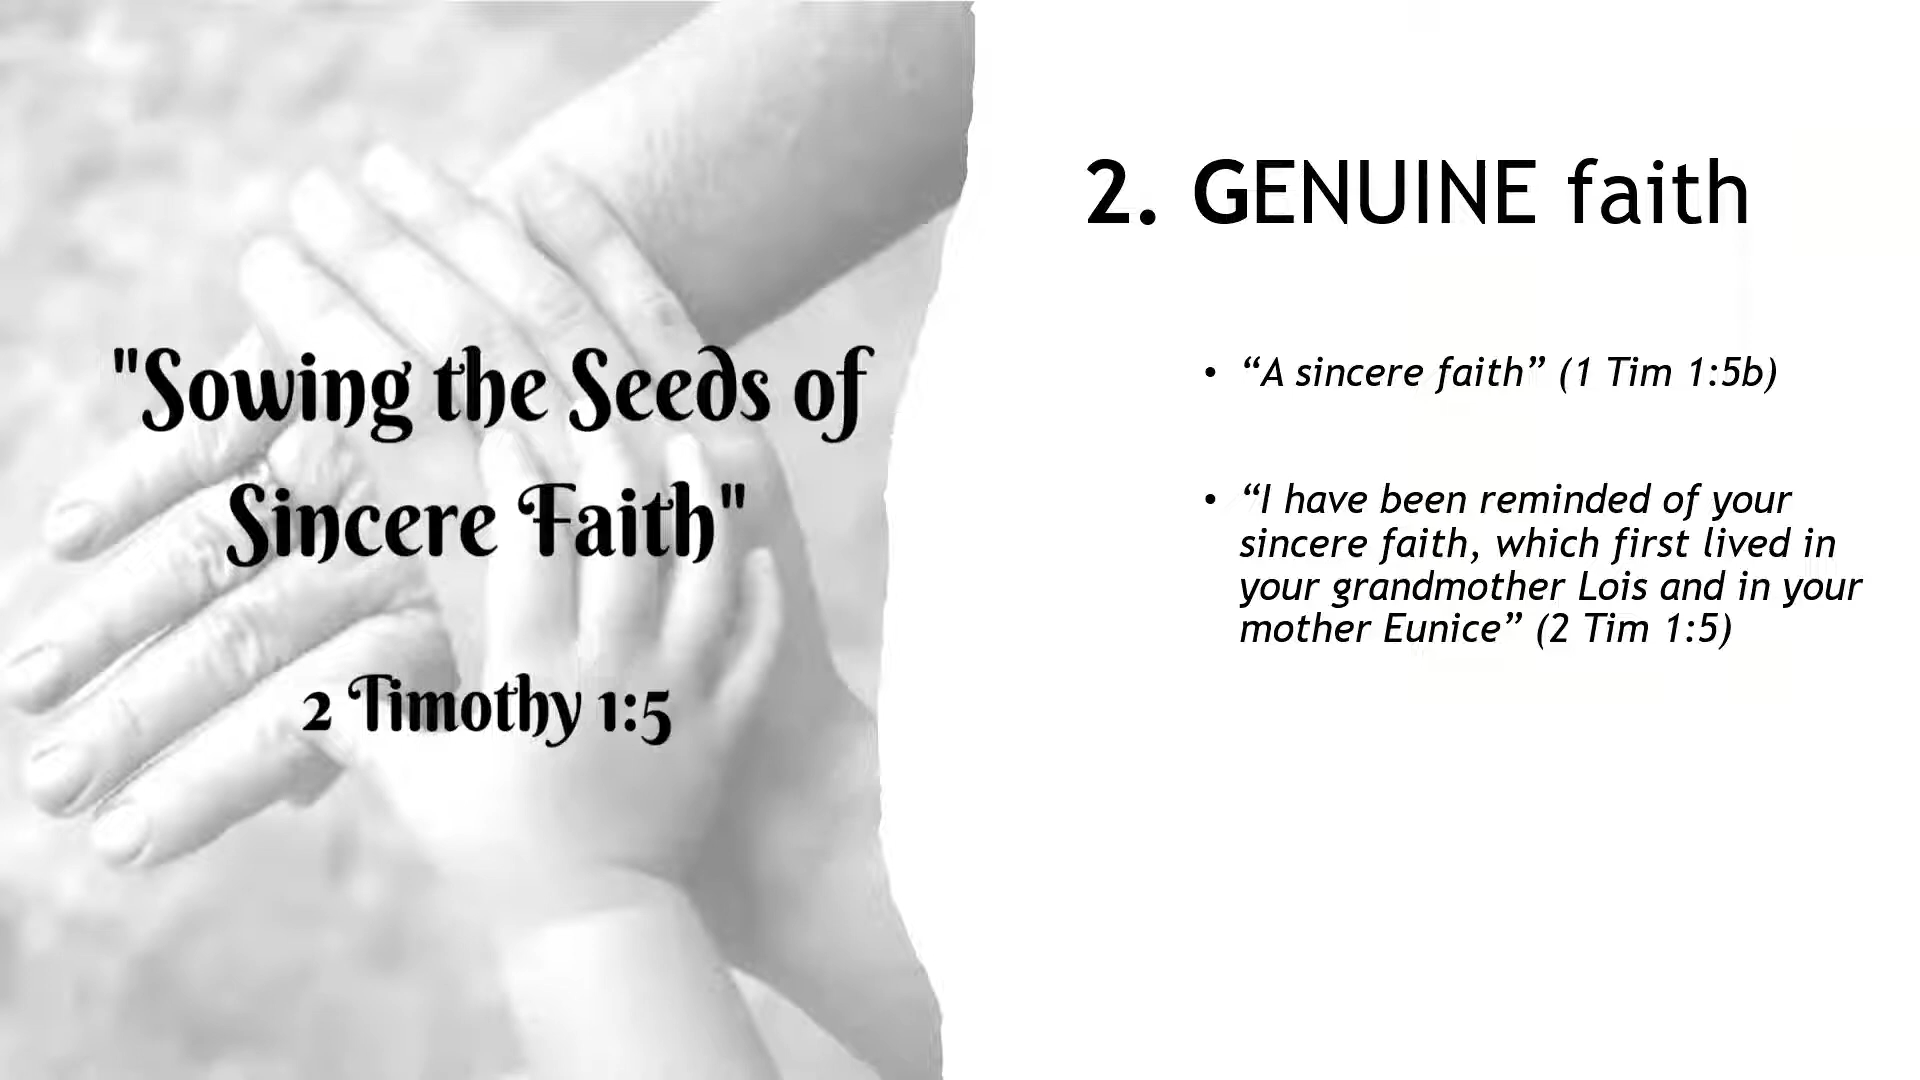 "Sowing the Seeds of
Sincere Faith"
2 Timothy 1:5
2. GENUINE faith
• “A sincere faith” (1 Tim 1:5b)
• “I have been reminded of your
sincere faith, which first lived in
your grandmother Lois and in your
mother Eunice” (2 Tim 1:5)